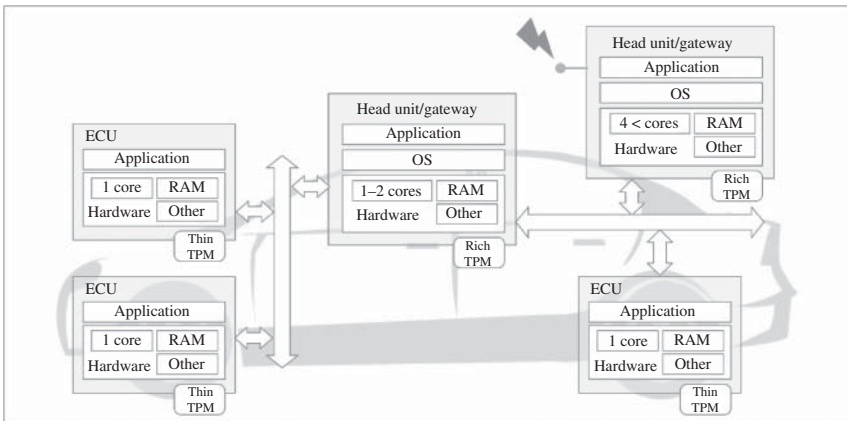 ECU
Application
1 core
RAM
Hardware
Other
Thin
TPM
ECU
Application
1 core
RAM
Hardware
Other
Thin
TPM
Head unit/gateway
Application
OS
1–2 cores
RAM
Hardware
Other
Rich
TPM
Head unit/gateway
Application
OS
4 < cores
RAM
Hardware
Other
Rich
TPM
ECU
Application
1 core
RAM
Hardware
Other
Thin
TPM